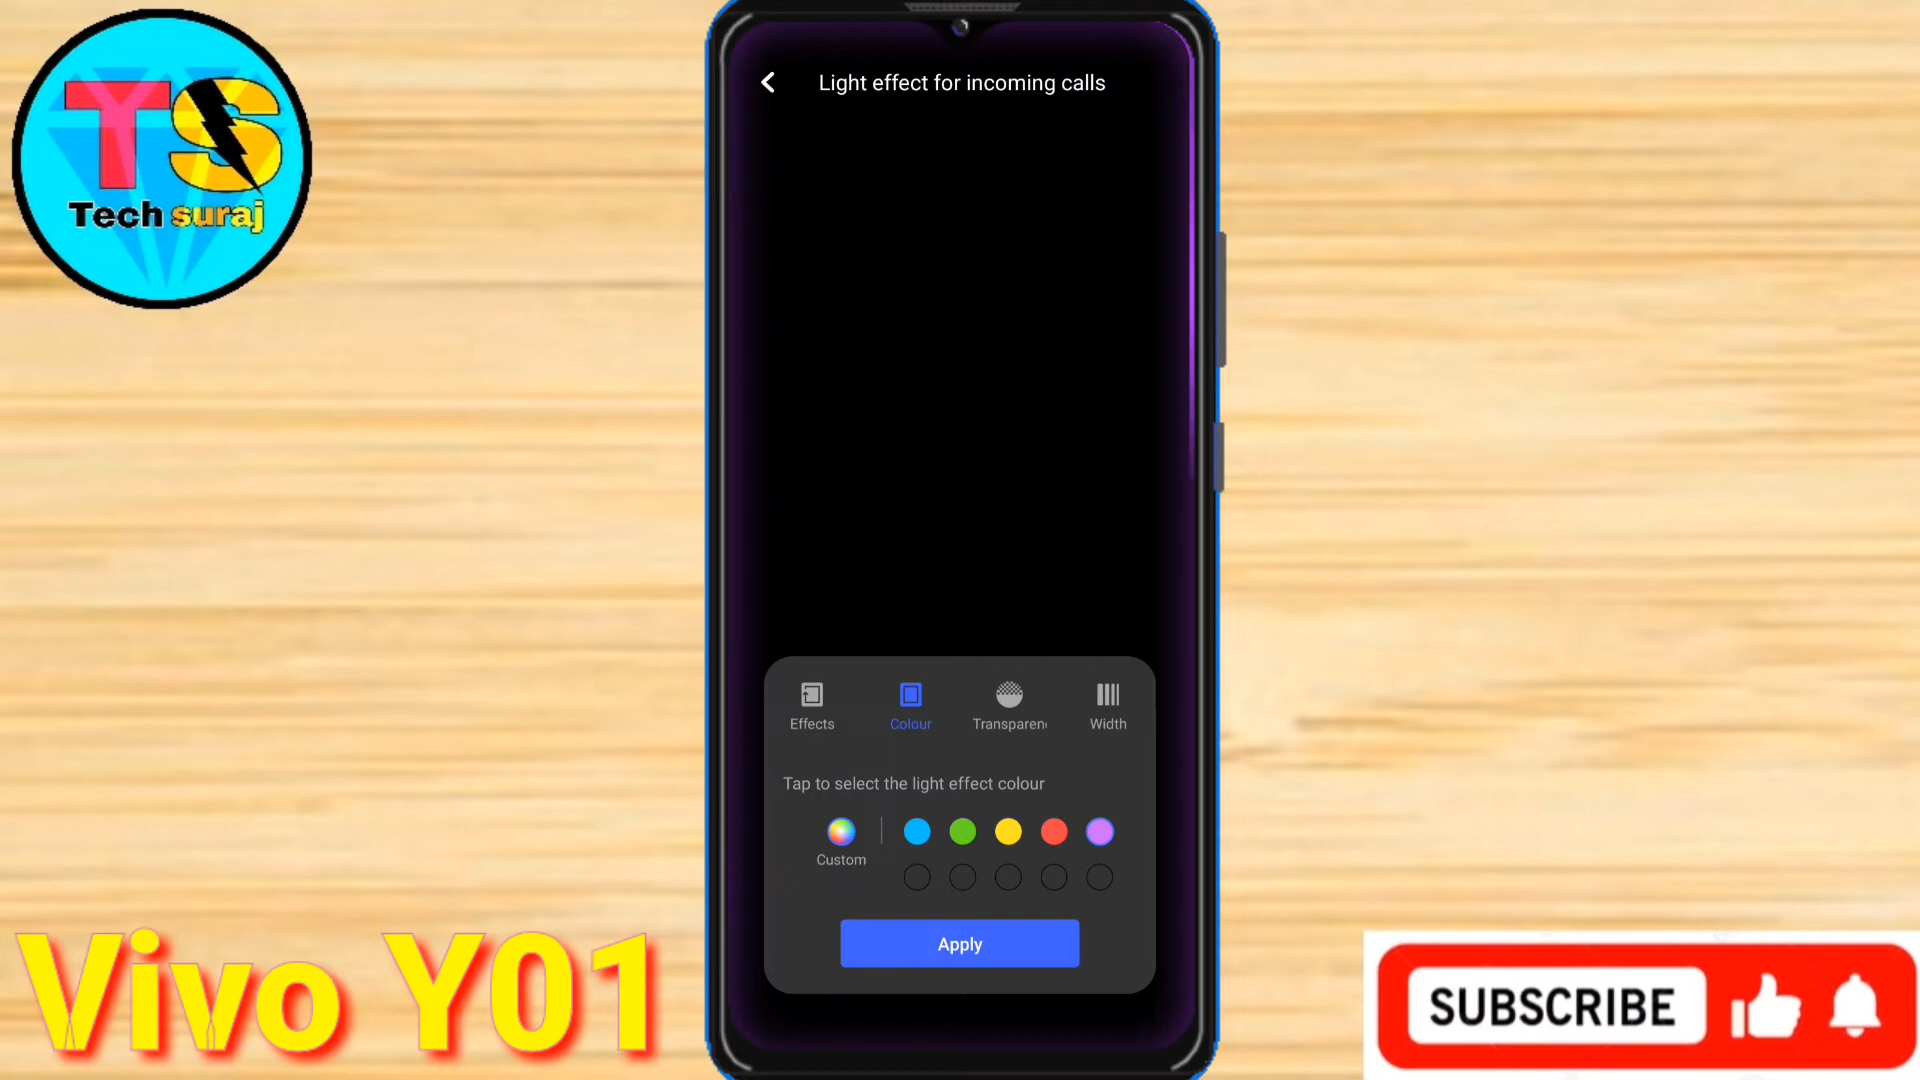 TS
Tech suraj
Light effect for incoming calls
Effects
Colour
Transparen
Width
Tap to select the light effect colour
Custom
Apply
Vivo Y01
SUBSCRIBE